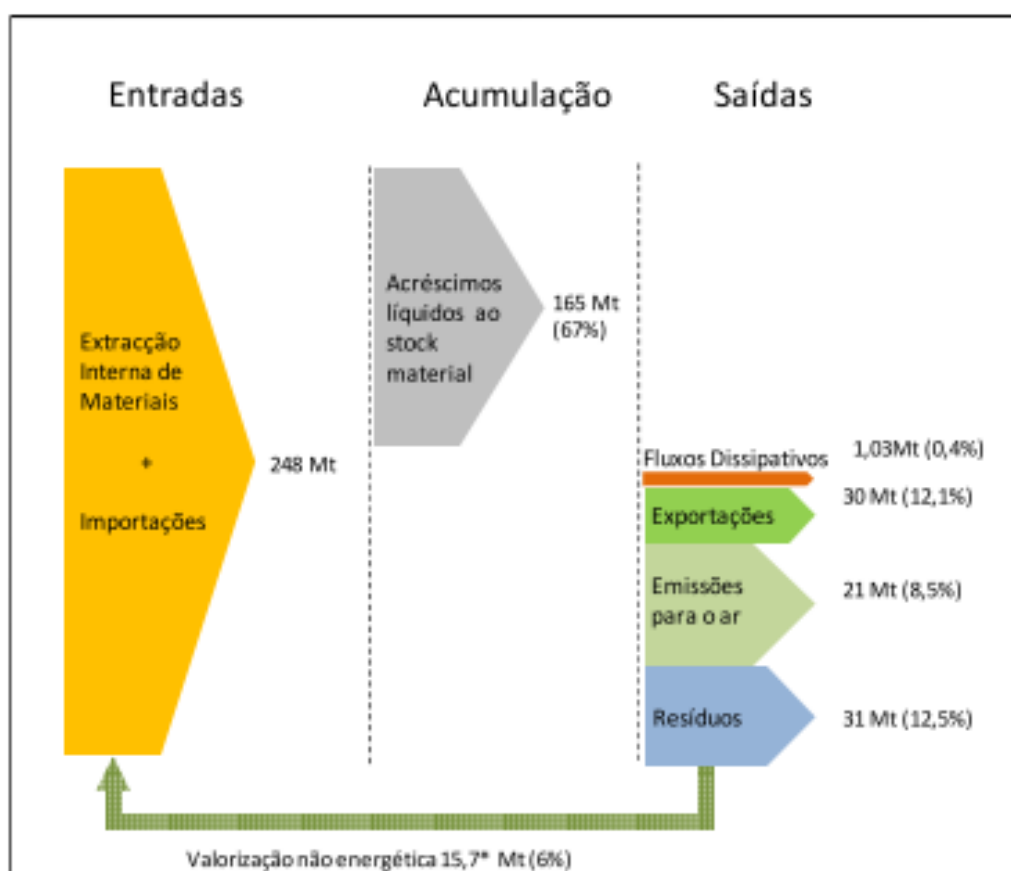 Entradas
Acumulação
Saídas
Extracção
Interna de
Materiais
+
Importações
248 Mt
Acréscimos
líquidos ao
stock
material
165 Mt
(67%)
Fluxos Dissipativos
1,03Mt (0,4%)
Exportações
30 Mt (12,1%)
Emissões
para o ar
21 Mt (8,5%)
Resíduos
31 Mt (12,5%)
Valorização não energética 15,7* Mt (6%)